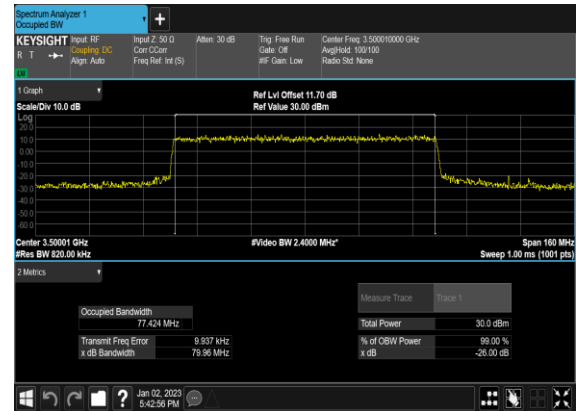 Spectrum Analyzer 1
Occupied BW
+
KEYSIGHT Input: RF Input Z: 50 Ω Atten: 30 dB Trig: Free Run Center Freq: 3.500010000 GHz
R T Coupling: DC Corr CCorr Gate: Off Avg|Hold: 100/100
Align: Auto Freq Ref: Int (S) #IF Gain: Low Radio Std: None
LXI
1 Graph
Ref Lvl Offset 11.70 dB
Scale/Div 10.0 dB Ref Value 30.00 dBm
Log
20.0
10.0
0.00
-10.0
-20.0
-30.0
-40.0
-50.0
-60.0
Center 3.50001 GHz #Video BW 2.4000 MHz* Span 160 MHz
#Res BW 820.00 kHz Sweep 1.00 ms (1001 pts)
2 Metrics
Measure Trace Trace 1
Occupied Bandwidth
77.424 MHz Total Power 30.0 dBm
Transmit Freq Error 9.937 kHz % of OBW Power 99.00 %
x dB Bandwidth 79.96 MHz x dB -26.00 dB
? Jan 02, 2023
5:42:56 PM